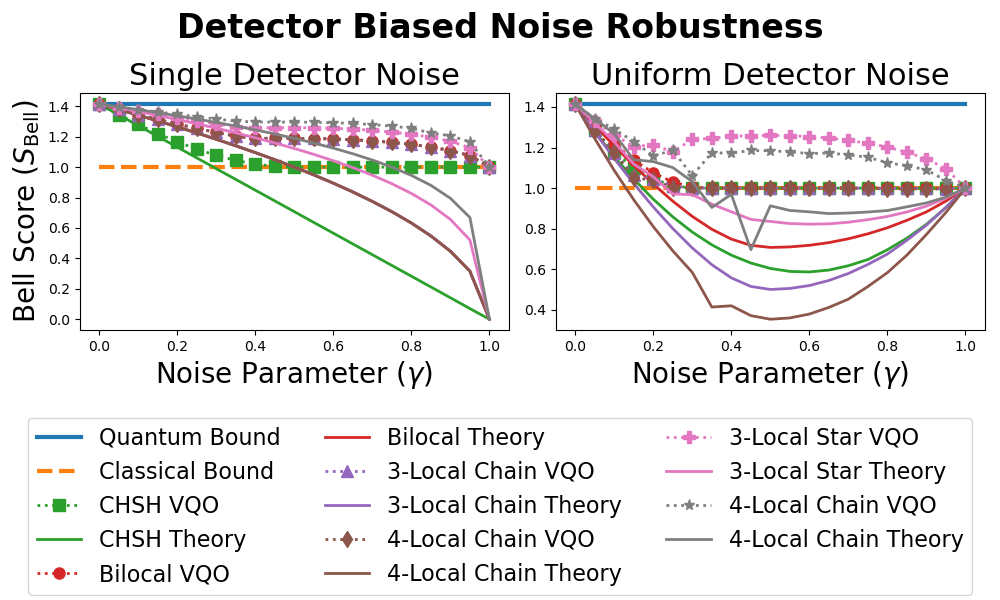 Detector Biased Noise Robustness
Single Detector Noise
Uniform Detector Noise
Bell Score (S_Bell)
1.4
1.2
1.0
0.8
0.6
0.4
0.2
0.0
0.0 0.2 0.4 0.6 0.8 1.0
Noise Parameter (γ)
1.4
1.2
1.0
0.8
0.6
0.4
0.0 0.2 0.4 0.6 0.8 1.0
Noise Parameter (γ)
Quantum Bound
Classical Bound
CHSH VQO
CHSH Theory
Bilocal VQO
Bilocal Theory
3-Local Chain VQO
3-Local Chain Theory
4-Local Chain VQO
4-Local Chain Theory
3-Local Star VQO
3-Local Star Theory
4-Local Chain VQO
4-Local Chain Theory